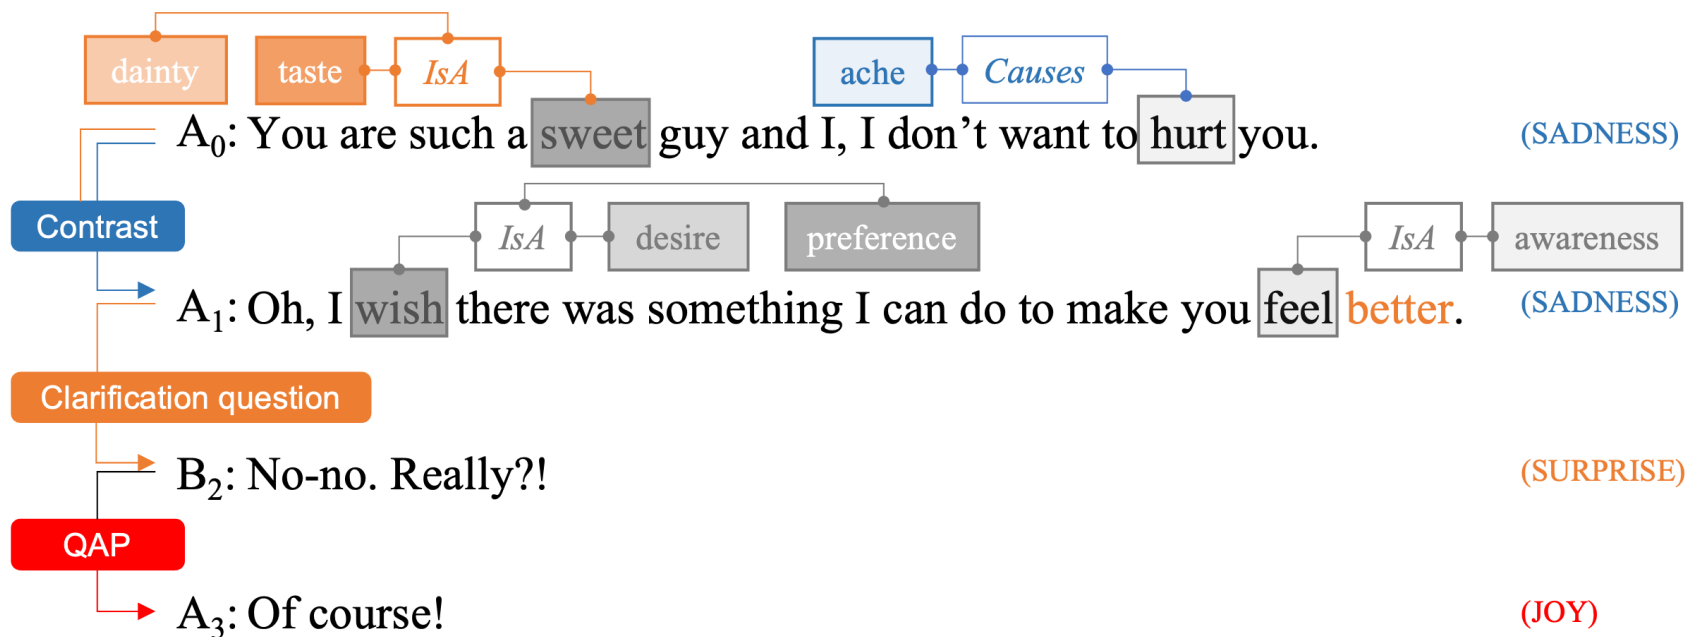 dainty taste IsA ache Causes
A0: You are such a sweet guy and I, I don’t want to hurt you. (SADNESS)
Contrast IsA desire preference IsA awareness
A1: Oh, I wish there was something I can do to make you feel better. (SADNESS)
Clarification question
B2: No-no. Really?! (SURPRISE)
QAP
A3: Of course! (JOY)